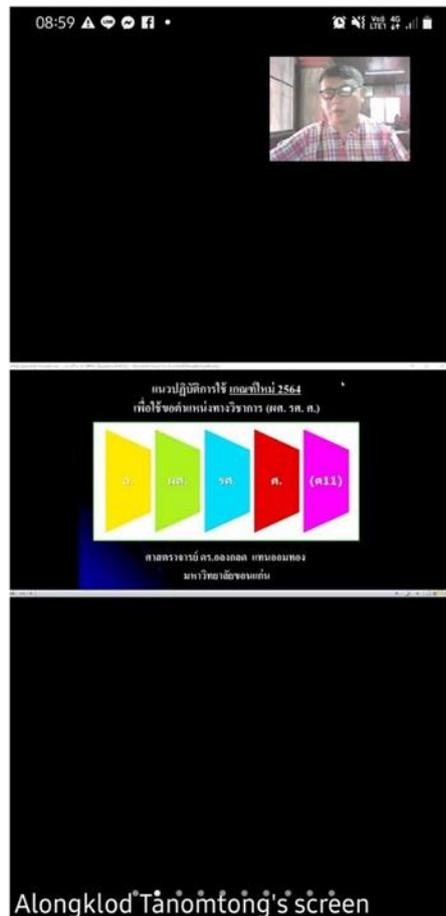 08:59
แนวปฏิบัติการใช้ เกณฑ์ใหม่ 2564
เพื่อใช้ขอตำแหน่งทางวิชาการ (ผศ. รศ. ศ.)
อ. ผศ. รศ. ศ. (ศ11)
ศาสตราจารย์ ดร.อลงกลด แทนออมทอง
มหาวิทยาลัยขอนแก่น
Alongklod Tanomtong's screen